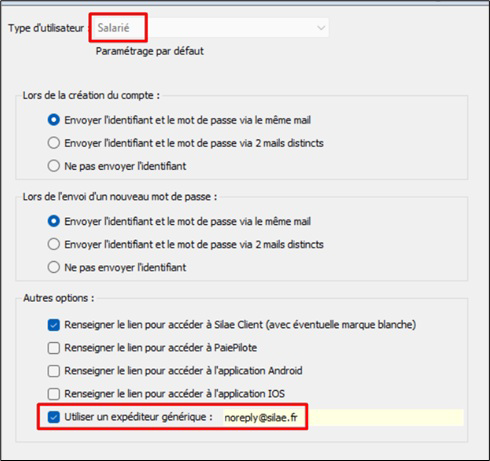 Type d'utilisateur : Salarié
Paramétrage par défaut
Lors de la création du compte :
Envoyer l'identifiant et le mot de passe via le même mail
Envoyer l'identifiant et le mot de passe via 2 mails distincts
Ne pas envoyer l'identifiant
Lors de l'envoi d'un nouveau mot de passe :
Envoyer l'identifiant et le mot de passe via le même mail
Envoyer l'identifiant et le mot de passe via 2 mails distincts
Ne pas envoyer l'identifiant
Autres options :
Renseigner le lien pour accéder à Silae Client (avec éventuelle marque blanche)
Renseigner le lien pour accéder à PaiePilote
Renseigner le lien pour accéder à l'application Android
Renseigner le lien pour accéder à l'application IOS
Utiliser un expéditeur générique : noreply@silae.fr